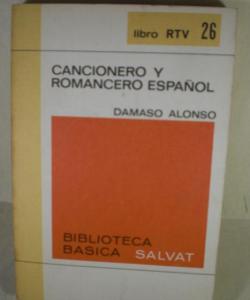 libro RTV 26
CANCIONERO Y
ROMANCERO ESPAÑOL
DAMASO ALONSO
BIBLIOTECA
BASICA SALVAT